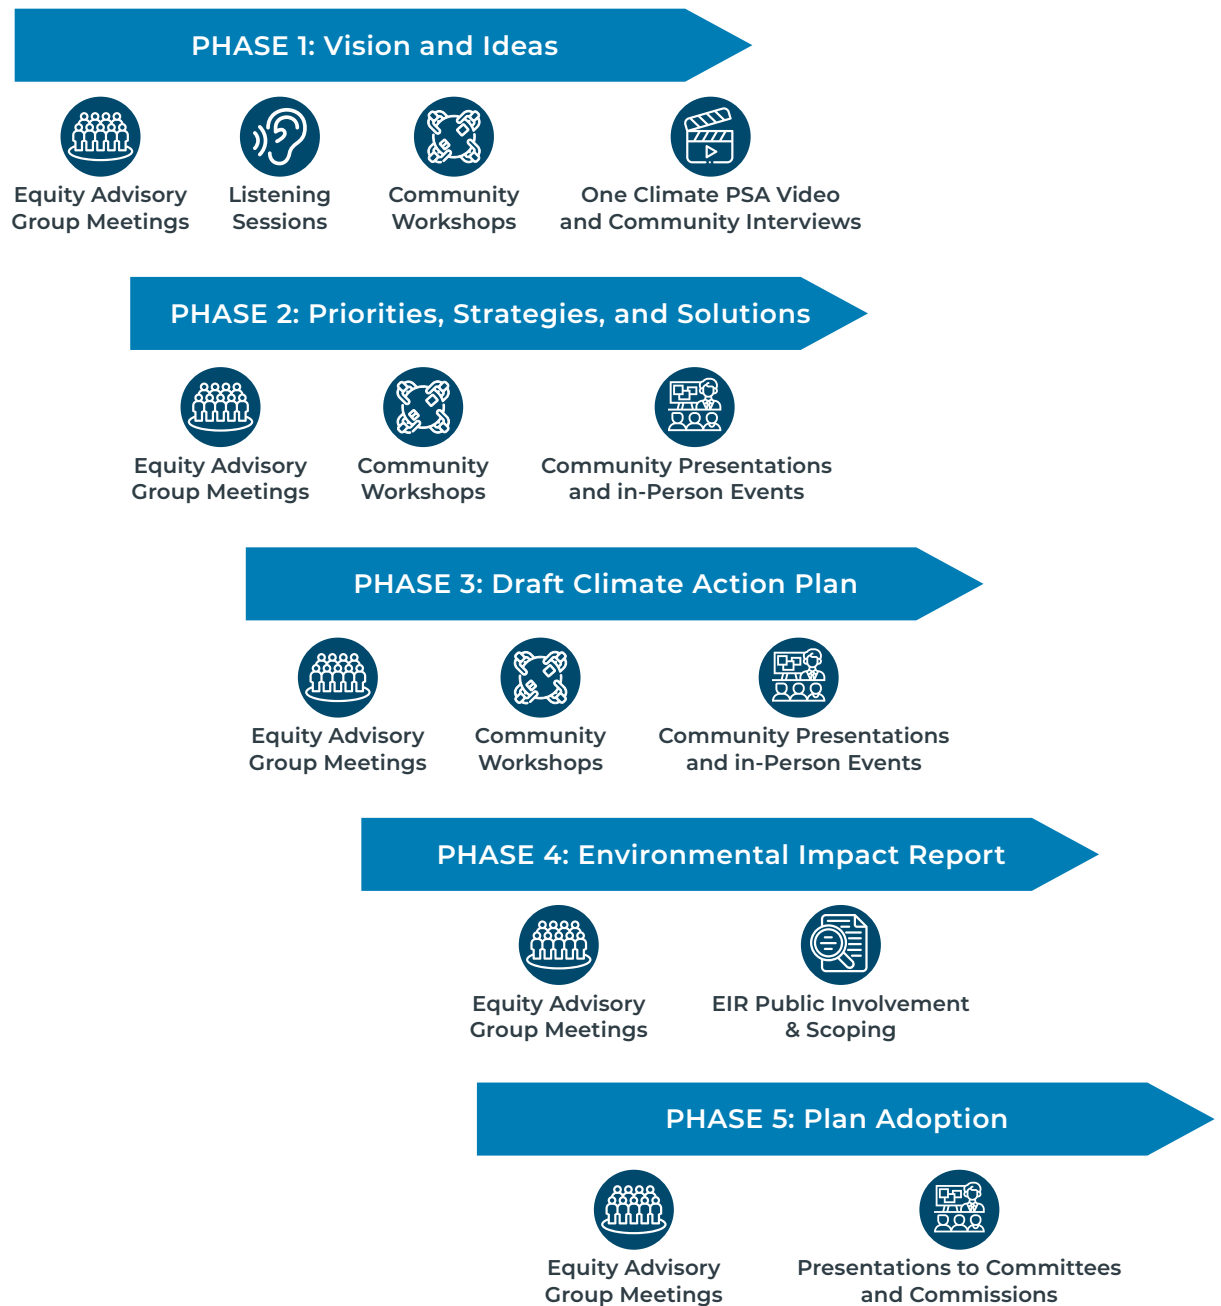 PHASE 1: Vision and Ideas
Equity Advisory
Group Meetings
Listening
Sessions
Community
Workshops
One Climate PSA Video
and Community Interviews
PHASE 2: Priorities, Strategies, and Solutions
Equity Advisory
Group Meetings
Community
Workshops
Community Presentations
and in-Person Events
PHASE 3: Draft Climate Action Plan
Equity Advisory
Group Meetings
Community
Workshops
Community Presentations
and in-Person Events
PHASE 4: Environmental Impact Report
Equity Advisory
Group Meetings
EIR Public Involvement
& Scoping
PHASE 5: Plan Adoption
Equity Advisory
Group Meetings
Presentations to Committees
and Commissions